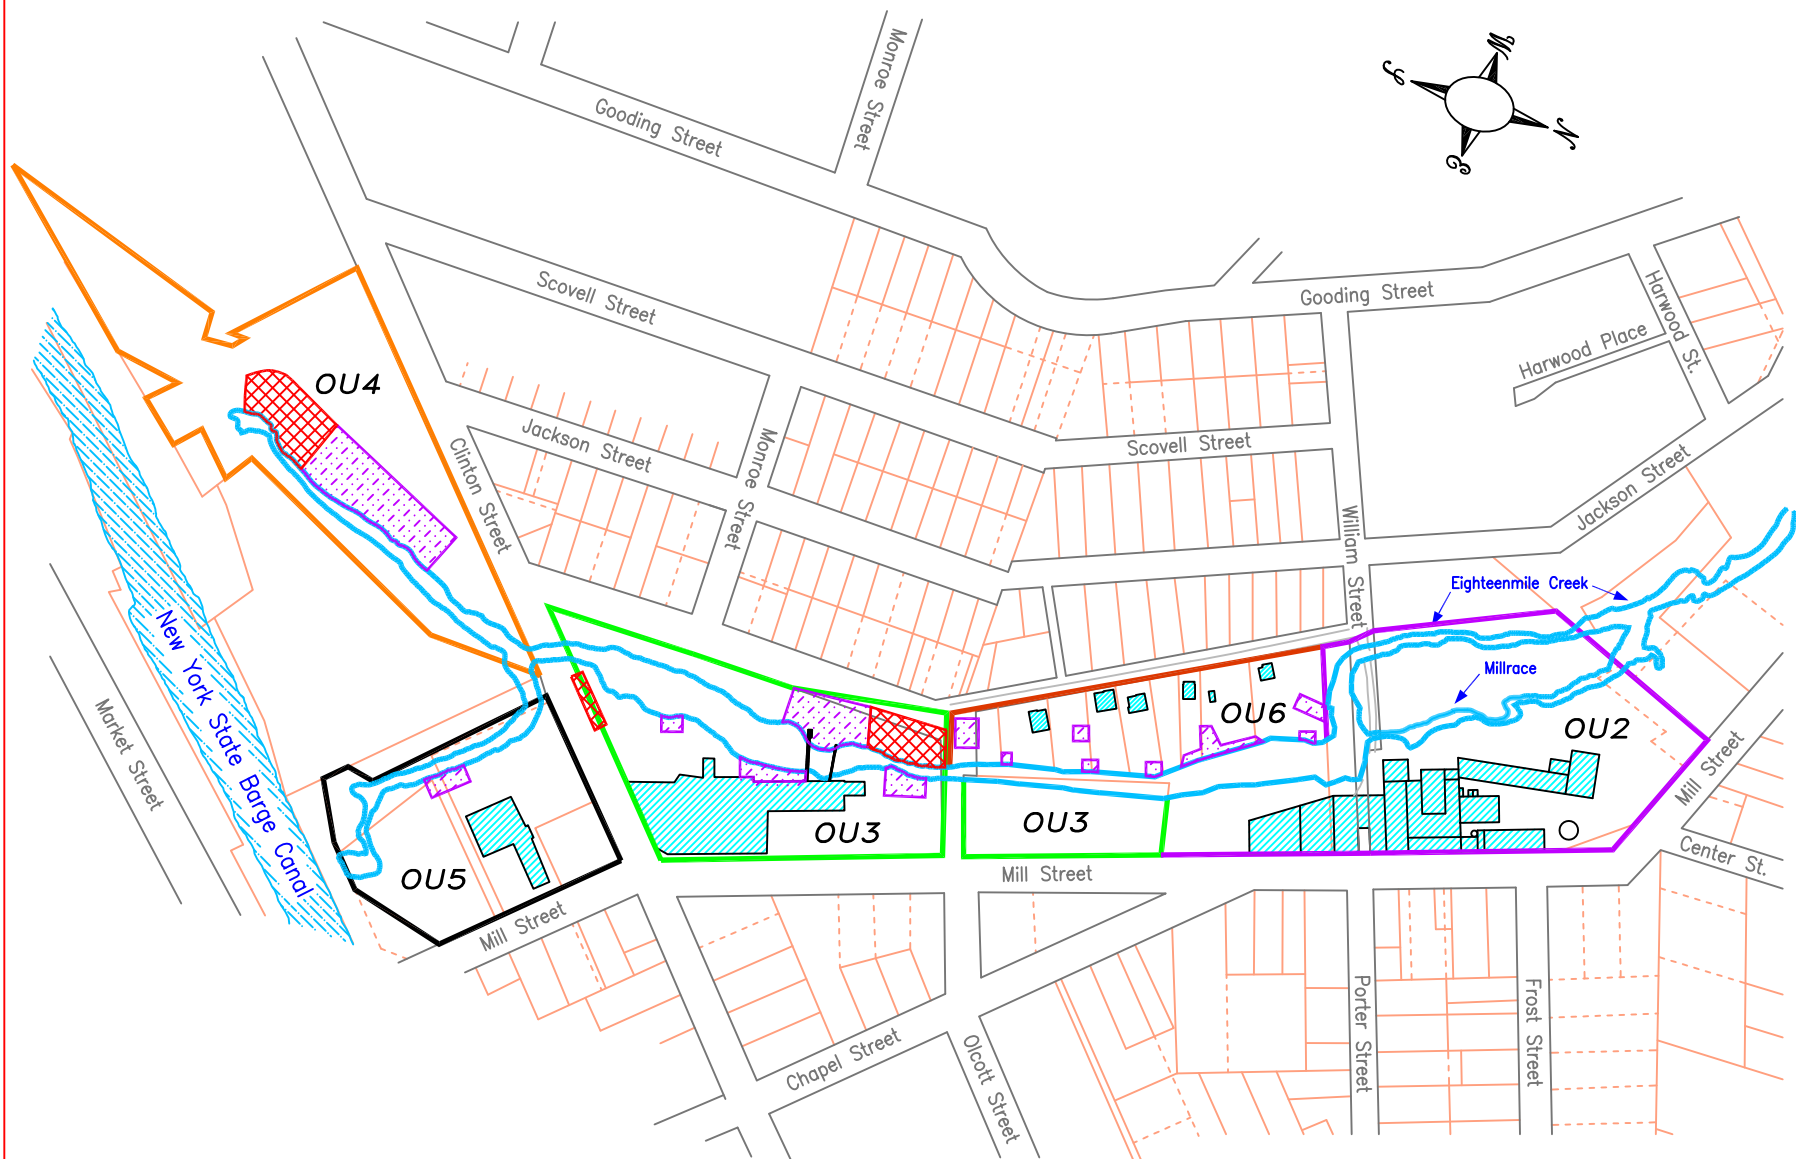 Monroe Street
W
S
N
E
Gooding Street
Scovell Street
Gooding Street
Harwood St.
Harwood Place
OU4
Jackson Street
Clinton Street
Monroe Street
Scovell Street
Jackson Street
William Street
Eighteenmile Creek
Millrace
New York State Barge Canal
Market Street
OU6
OU2
Mill Street
OU3
OU3
OU5
Mill Street
Mill Street
Center St.
Chapel Street
Olcott Street
Porter Street
Frost Street